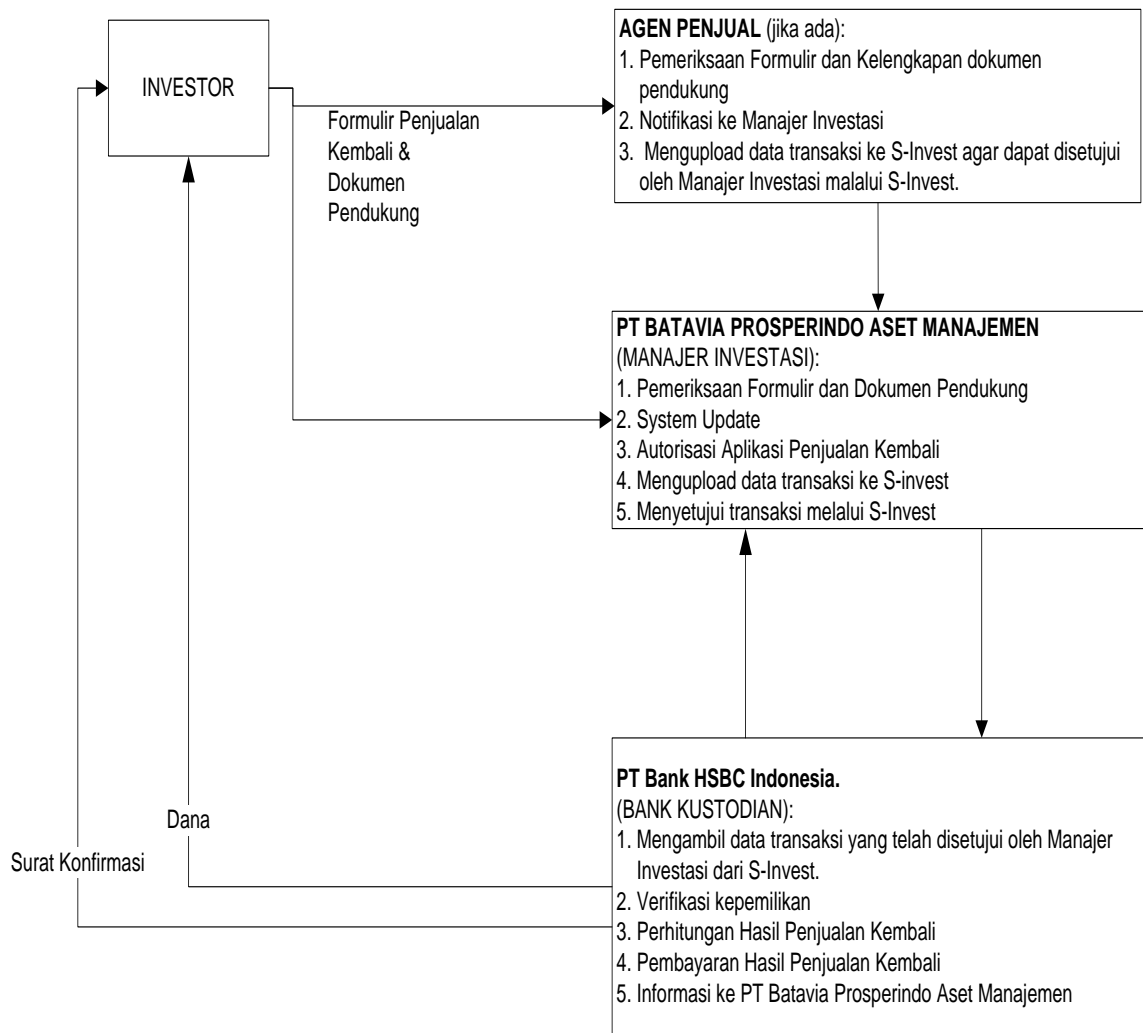 INVESTOR
Formulir Penjualan
Kembali &
Dokumen
Pendukung
AGEN PENJUAL (jika ada):
1. Pemeriksaan Formulir dan Kelengkapan dokumen
pendukung
2. Notifikasi ke Manajer Investasi
3. Mengupload data transaksi ke S-Invest agar dapat disetujui
oleh Manajer Investasi malalui S-Invest.
PT BATAVIA PROSPERINDO ASET MANAJEMEN
(MANAJER INVESTASI):
1. Pemeriksaan Formulir dan Dokumen Pendukung
2. System Update
3. Autorisasi Aplikasi Penjualan Kembali
4. Mengupload data transaksi ke S-invest
5. Menyetujui transaksi melalui S-Invest
PT Bank HSBC Indonesia.
(BANK KUSTODIAN):
1. Mengambil data transaksi yang telah disetujui oleh Manajer
Investasi dari S-Invest.
2. Verifikasi kepemilikan
3. Perhitungan Hasil Penjualan Kembali
4. Pembayaran Hasil Penjualan Kembali
5. Informasi ke PT Batavia Prosperindo Aset Manajemen
Dana
Surat Konfirmasi